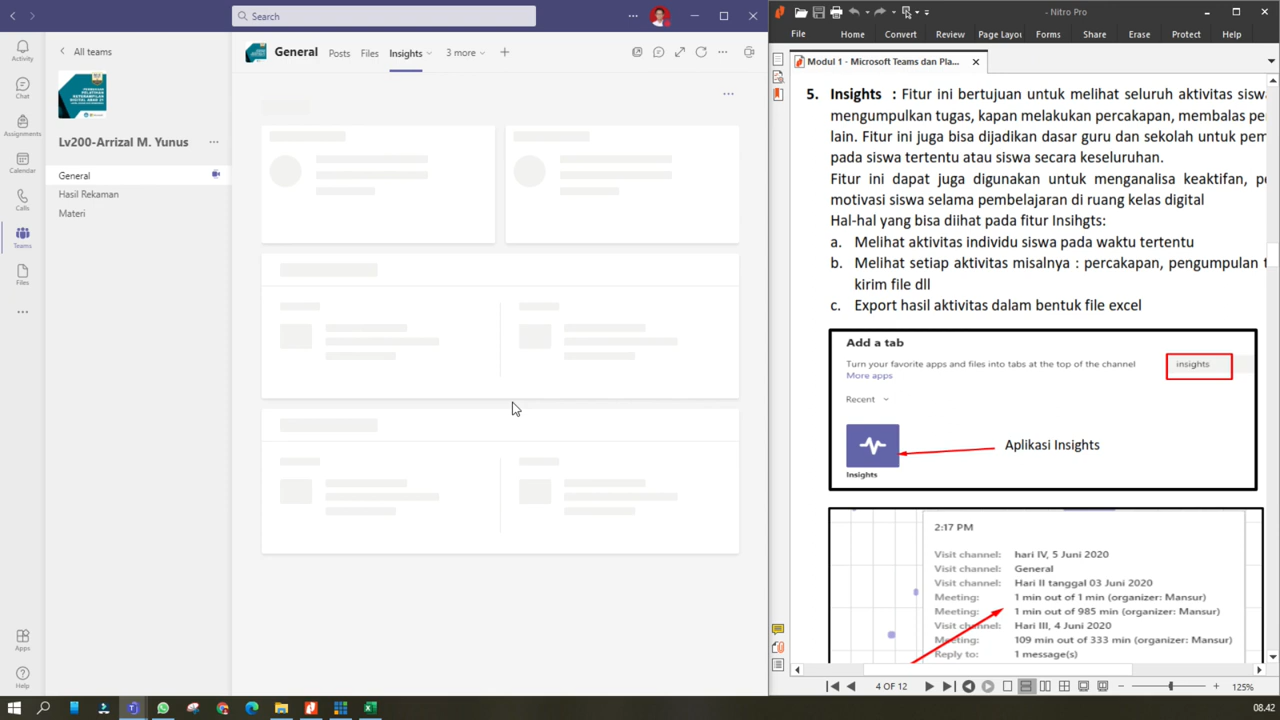 Search
Activity
Chat
Assignments
Calendar
Calls
Teams
Files
Apps
Help
All teams
Lv200-Arrizal M. Yunus
General
Hasil Rekaman
Materi
General
Posts
Files
Insights
3 more
- Nitro Pro
File
Home
Convert
Review
Page Layou
Forms
Share
Erase
Protect
Help
Modul 1 - Microsoft Teams dan Pla...
5. Insights : Fitur ini bertujuan untuk melihat seluruh aktivitas sisw
mengumpulkan tugas, kapan melakukan percakapan, membalas pe
lain. Fitur ini juga bisa dijadikan dasar guru dan sekolah untuk pem
pada siswa tertentu atau siswa secara keseluruhan.
Fitur ini dapat juga digunakan untuk menganalisa keaktifan, pe
motivasi siswa selama pembelajaran di ruang kelas digital
Hal-hal yang bisa diihat pada fitur Insihgts:
a. Melihat aktivitas individu siswa pada waktu tertentu
b. Melihat setiap aktivitas misalnya : percakapan, pengumpulan t
kirim file dll
c. Export hasil aktivitas dalam bentuk file excel
Add a tab
Turn your favorite apps and files into tabs at the top of the channel
More apps
insights
Recent
Aplikasi Insights
Insights
2:17 PM
Visit channel: hari IV, 5 Juni 2020
Visit channel: General
Visit channel: Hari II tanggal 03 Juni 2020
Meeting: 1 min out of 1 min (organizer: Mansur)
Meeting: 1 min out of 985 min (organizer: Mansur)
Visit channel: Hari III, 4 Juni 2020
Meeting: 109 min out of 333 min (organizer: Mansur)
Reply to: 1 message(s)
4 OF 12
125%
08.42